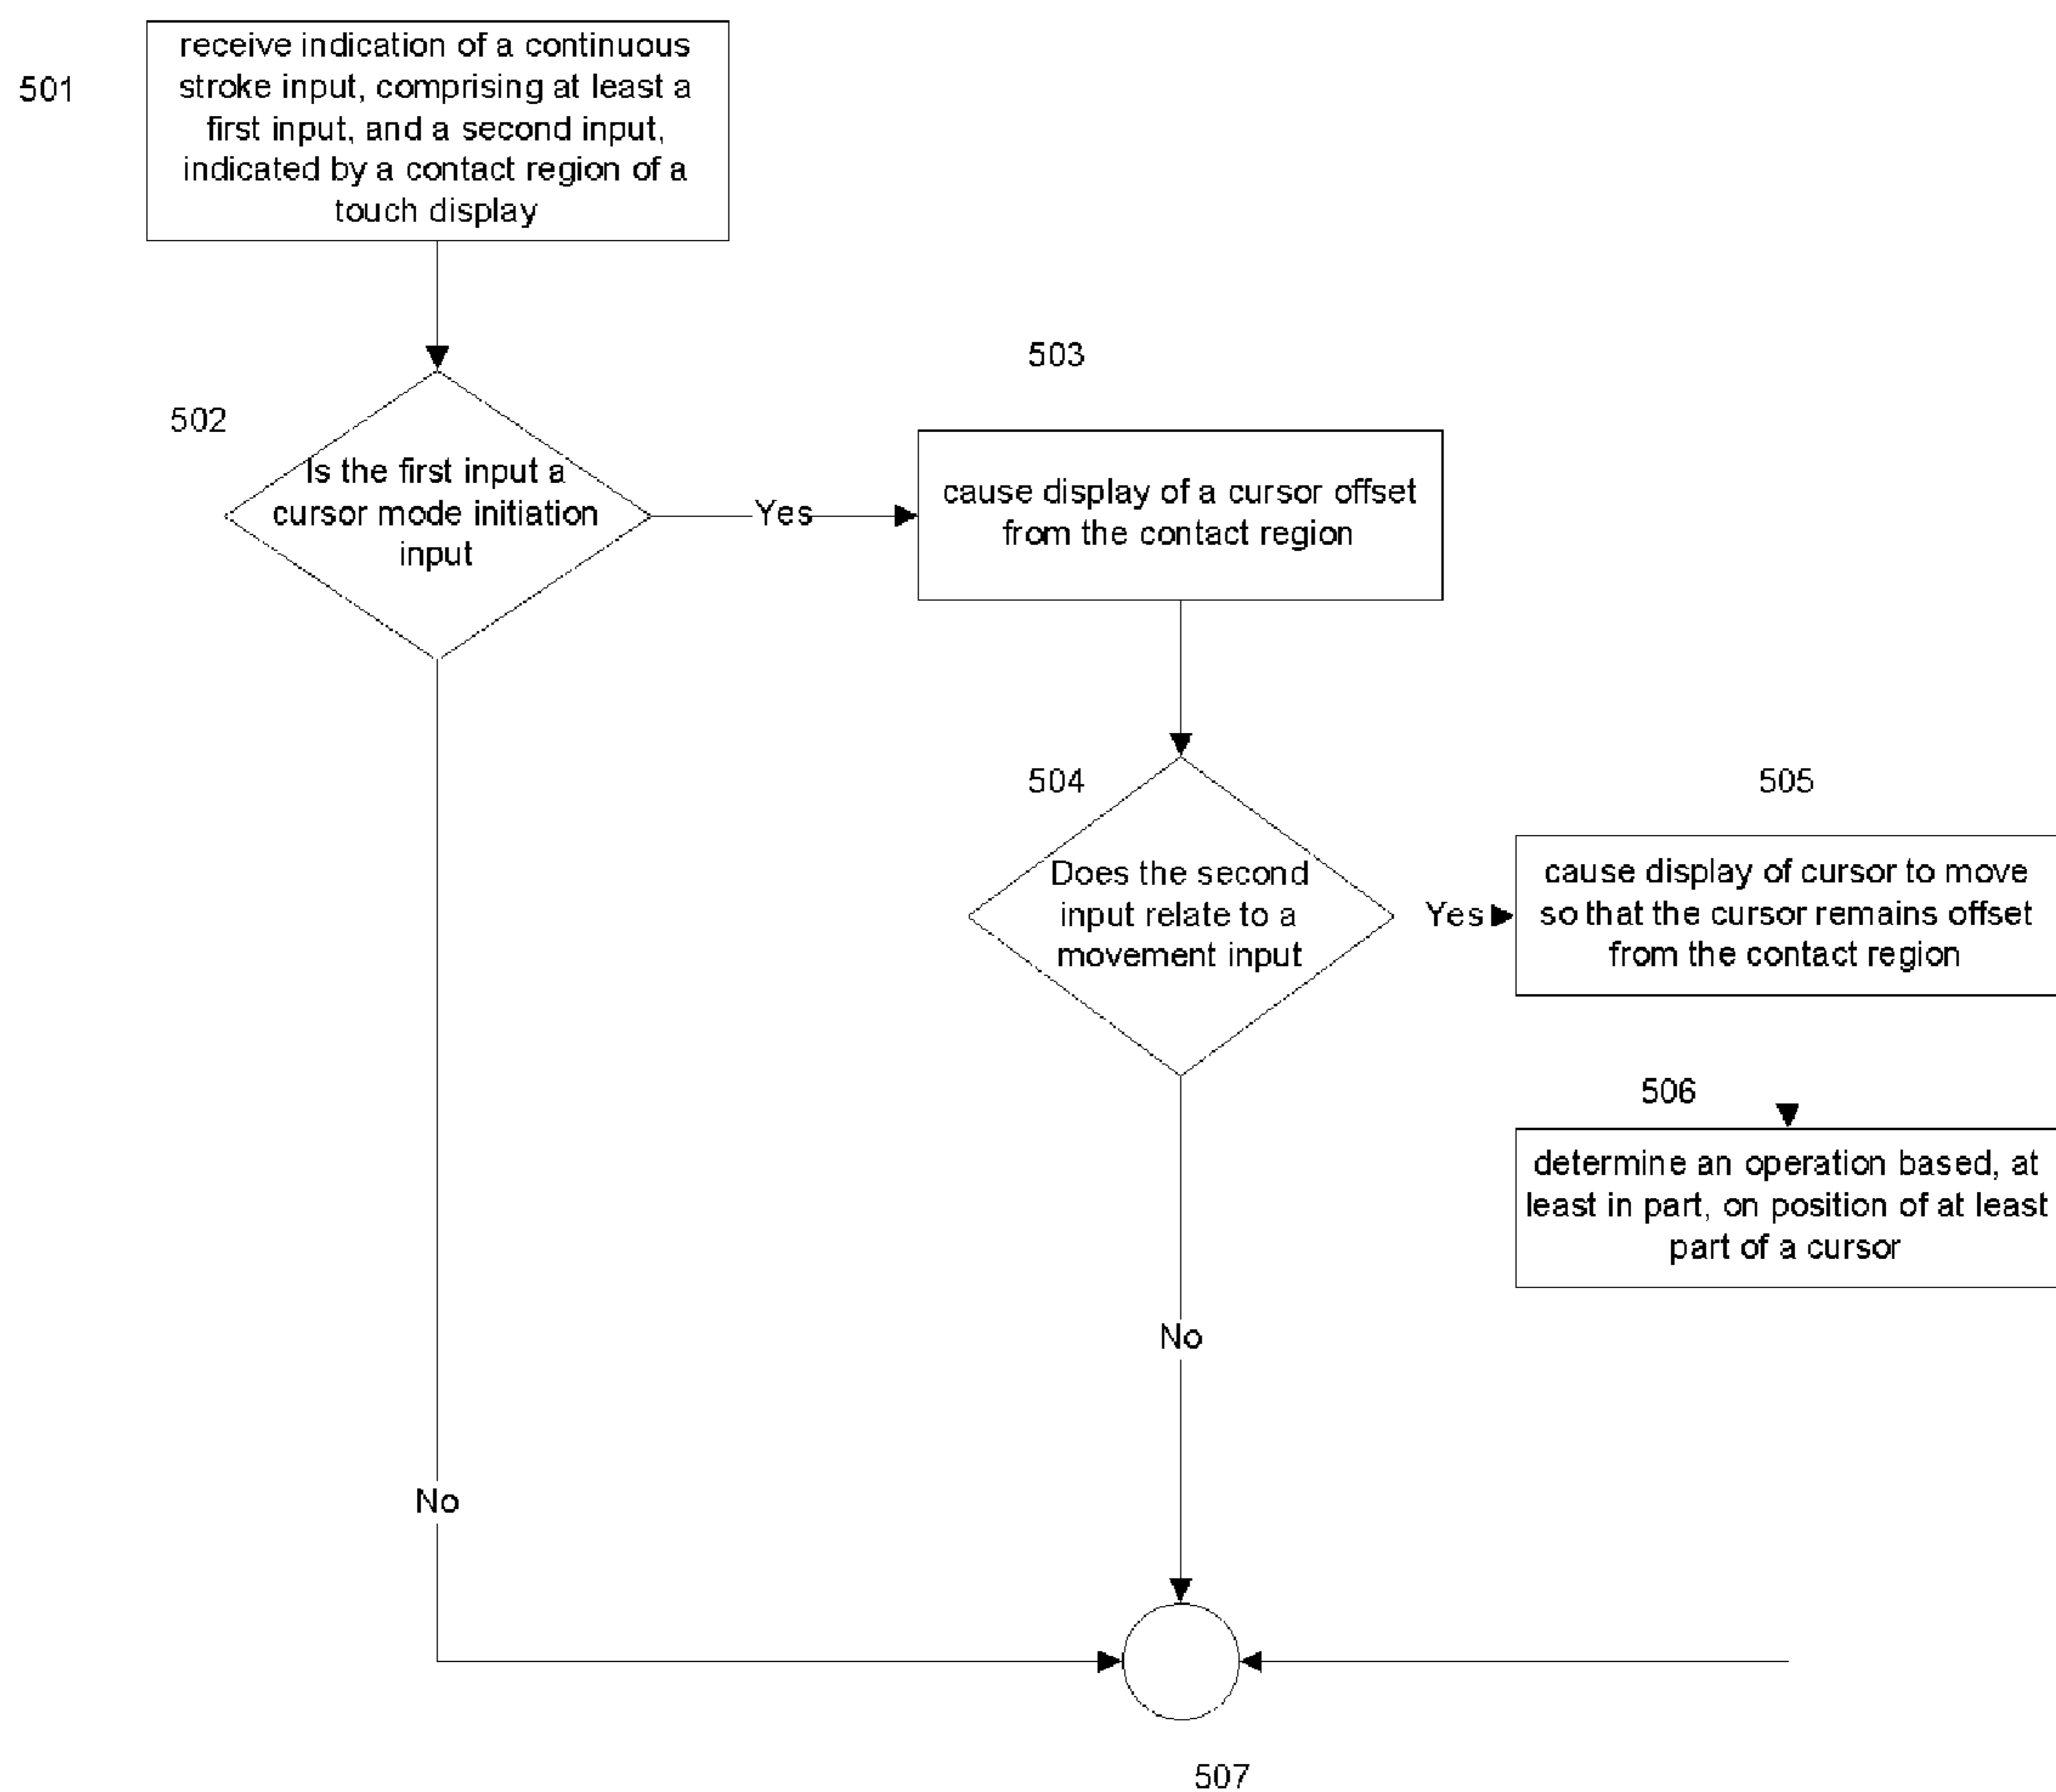 501
receive indication of a continuous
stroke input, comprising at least a
first input, and a second input,
indicated by a contact region of a
touch display
502
Is the first input a
cursor mode initiation
input
Yes
503
cause display of a cursor offset
from the contact region
504
Does the second
input relate to a
movement input
Yes
505
cause display of cursor to move
so that the cursor remains offset
from the contact region
506
determine an operation based, at
least in part, on position of at least
part of a cursor
No
No
507